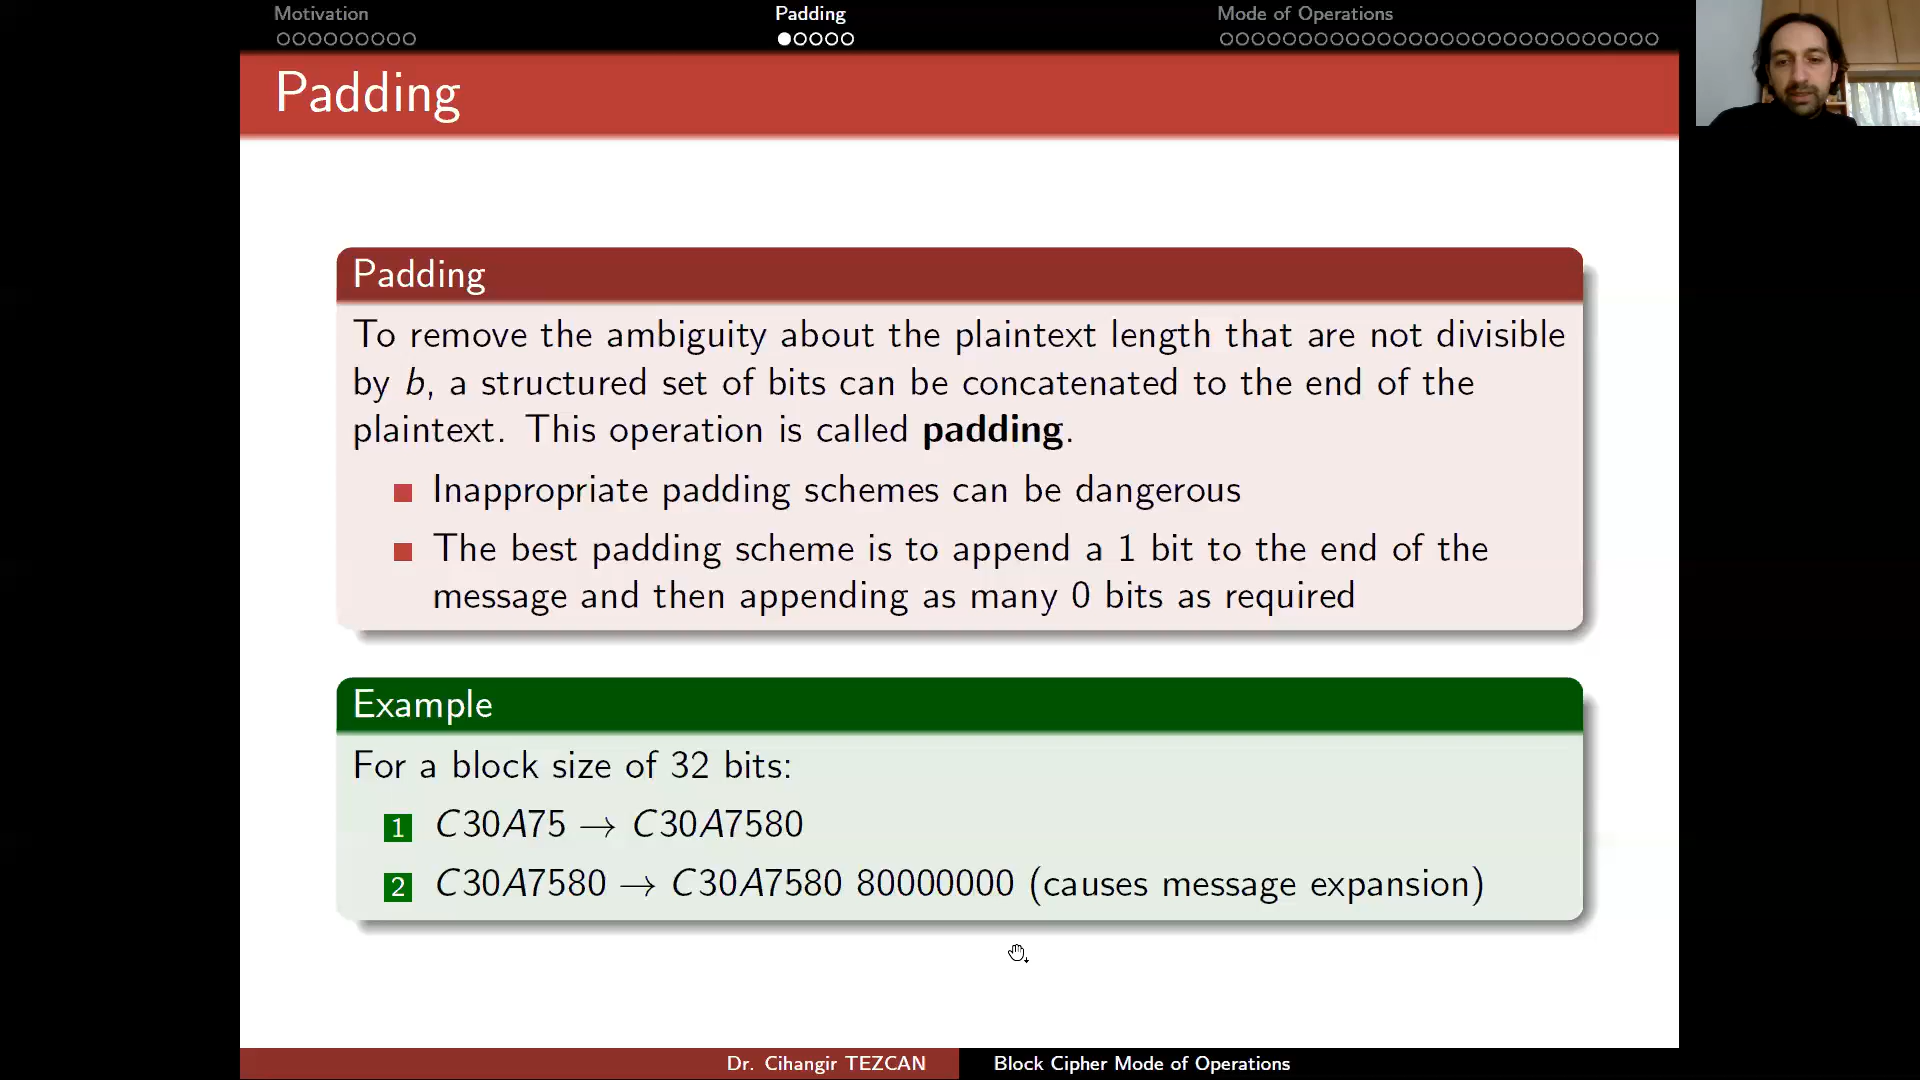 Motivation
Padding
Mode of Operations
Padding
Padding
To remove the ambiguity about the plaintext length that are not divisible
by b, a structured set of bits can be concatenated to the end of the
plaintext. This operation is called padding.
Inappropriate padding schemes can be dangerous
The best padding scheme is to append a 1 bit to the end of the
message and then appending as many 0 bits as required
Example
For a block size of 32 bits:
1 C30A75 → C30A7580
2 C30A7580 → C30A7580 80000000 (causes message expansion)
Dr. Cihangir TEZCAN
Block Cipher Mode of Operations